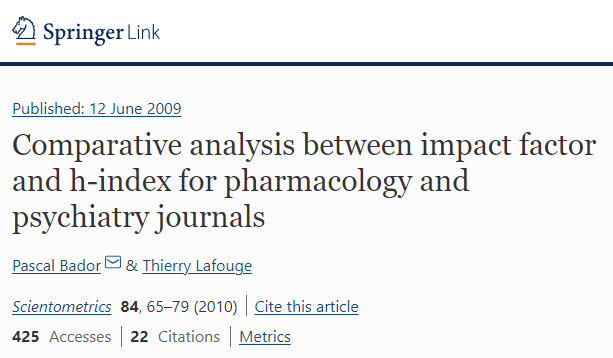 Springer Link
Published: 12 June 2009
Comparative analysis between impact factor
and h-index for pharmacology and
psychiatry journals
Pascal Bador & Thierry Lafouge
Scientometrics 84, 65–79 (2010) Cite this article
425 Accesses 22 Citations Metrics